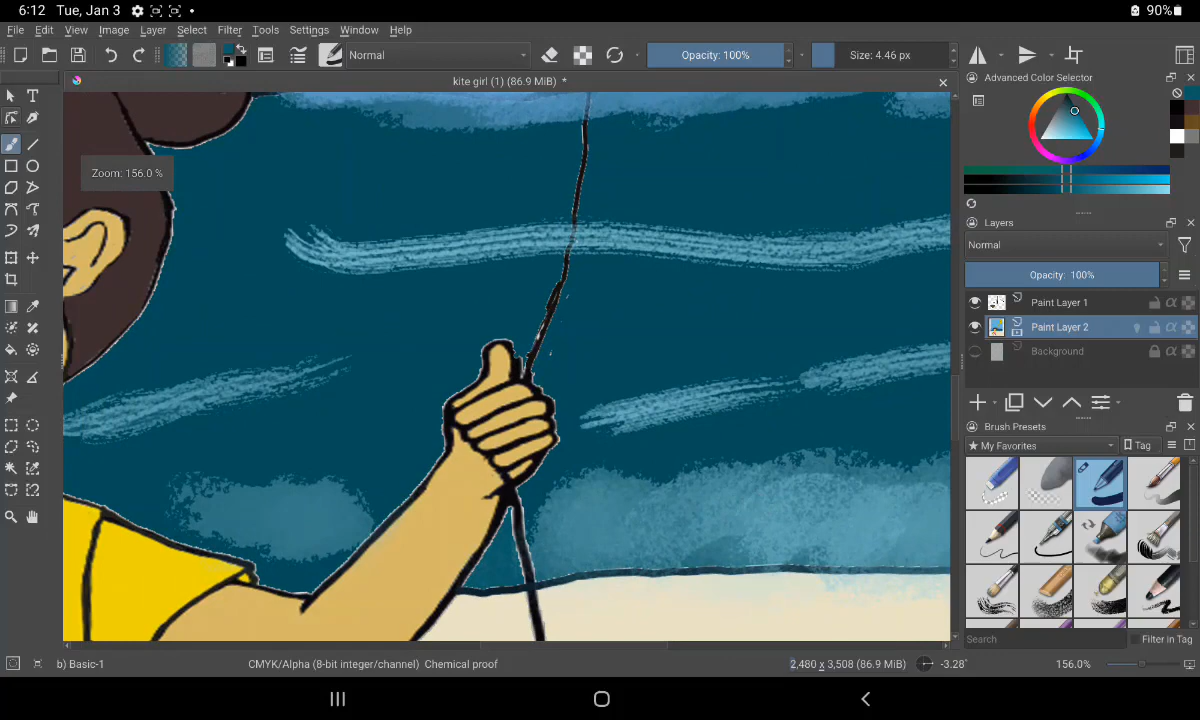 6:12 Tue, Jan 3
90%
File Edit View Image Layer Select Filter Tools Settings Window Help
Normal
Opacity: 100%
Size: 4.46 px
kite girl (1) (86.9 MiB) *
Advanced Color Selector
Zoom: 156.0 %
Layers
Normal
Opacity: 100%
Paint Layer 1
Paint Layer 2
Background
Brush Presets
My Favorites
Tag
Search
Filter in Tag
b) Basic-1
CMYK/Alpha (8-bit integer/channel) Chemical proof
2,480 x 3,508 (86.9 MiB)
-3.28°
156.0%